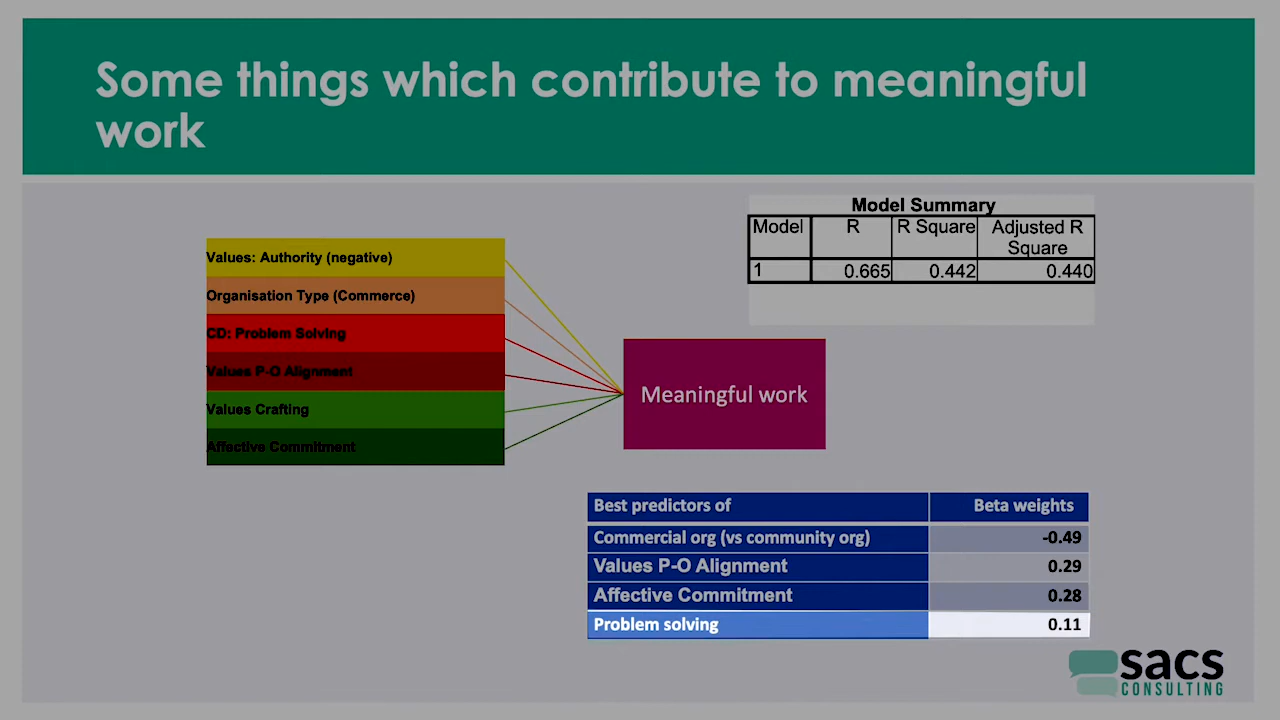 Some things which contribute to meaningful
work
Model Summary
Model R R Square Adjusted R
Square
1 0.665 0.442 0.440
Values: Authority (negative)
Organisation Type (Commerce)
CD: Problem Solving
Values P-O Alignment
Values Crafting
Affective Commitment
Meaningful work
Best predictors of Beta weights
Commercial org (vs community org) -0.49
Values P-O Alignment 0.29
Affective Commitment 0.28
Problem solving 0.11
sacs
CONSULTING